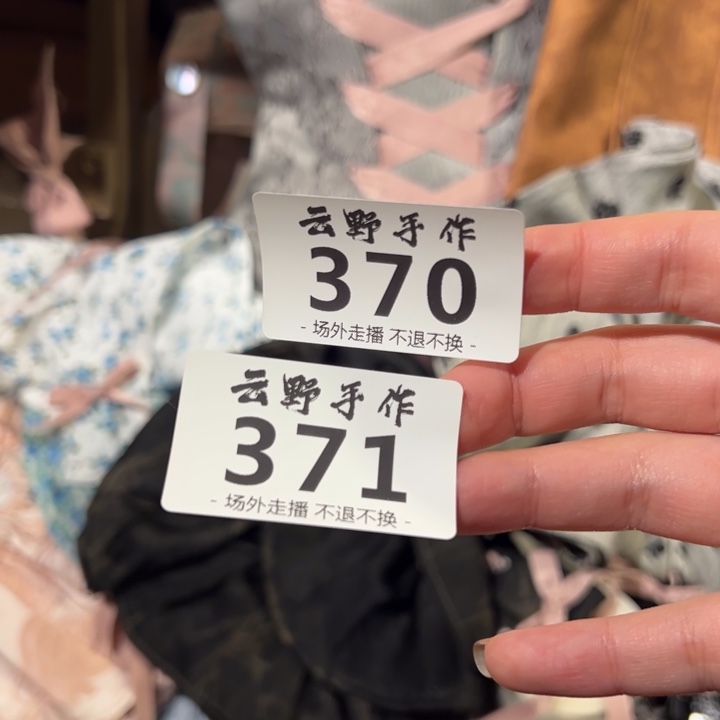 云野手作
370
- 场外走播 不退不换 -
云野手作
371
- 场外走播 不退不换 -